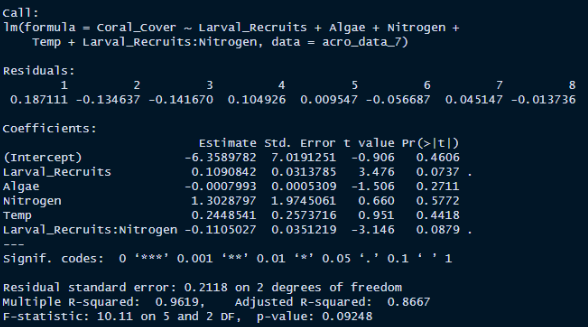 Call:
lm(formula = Coral_Cover ~ Larval_Recruits + Algae + Nitrogen +
    Temp + Larval_Recruits:Nitrogen, data = acro_data_7)
Residuals:
        1         2         3         4         5         6         7         8
 0.187111 -0.134637 -0.141670  0.104926  0.009547 -0.056687  0.045147 -0.013736
Coefficients:
                           Estimate Std. Error t value Pr(>|t|)
(Intercept)              -6.3589782  7.0191251  -0.906   0.4606
Larval_Recruits           0.1090842  0.0313785   3.476   0.0737 .
Algae                    -0.0007993  0.0005309  -1.506   0.2711
Nitrogen                  1.3028797  1.9745061   0.660   0.5772
Temp                      0.2448541  0.2573716   0.951   0.4418
Larval_Recruits:Nitrogen -0.1105027  0.0351219  -3.146   0.0879 .
---
Signif. codes:  0 ‘***’ 0.001 ‘**’ 0.01 ‘*’ 0.05 ‘.’ 0.1 ‘ ’ 1
Residual standard error: 0.2118 on 2 degrees of freedom
Multiple R-squared:  0.9619,    Adjusted R-squared:  0.8667
F-statistic: 10.11 on 5 and 2 DF,  p-value: 0.09248